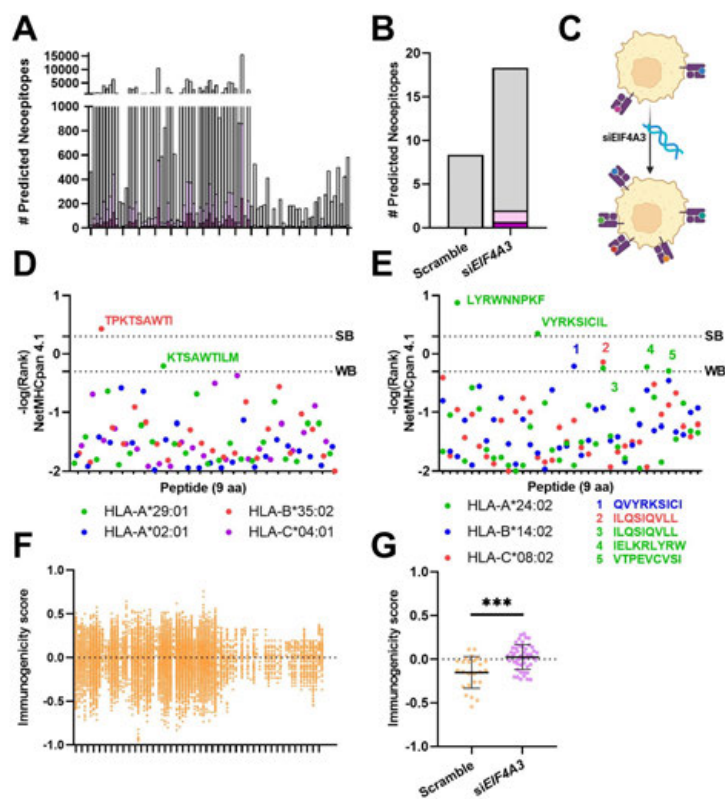 A
# Predicted Neoepitopes
15000
10000
5000
1000
800
600
400
200
0
B
# Predicted Neoepitopes
20
15
10
5
0
Scramble
siEIF4A3
C
siEIF4A3
D
-log(Rank)
NetMHCpan 4.1
1
0
-1
-2
TPKTSAWTI
KTSAWTILM
SB
WB
Peptide (9 aa)
HLA-A*29:01
HLA-B*35:02
HLA-A*02:01
HLA-C*04:01
E
-log(Rank)
NetMHCpan 4.1
1
0
-1
-2
LYRWNNPKF
VYRKSICIL
1
2
3
4
5
SB
WB
Peptide (9 aa)
HLA-A*24:02
HLA-B*14:02
HLA-C*08:02
1 QVYRKSICI
2 ILQSIQVLL
3 ILQSIQVLL
4 IELKRLYRW
5 VTPEVCVSI
F
Immunogenicity score
1.0
0.5
0.0
-0.5
-1.0
G
Immunogenicity score
1.0
0.5
0.0
-0.5
-1.0
***
Scramble
siEIF4A3